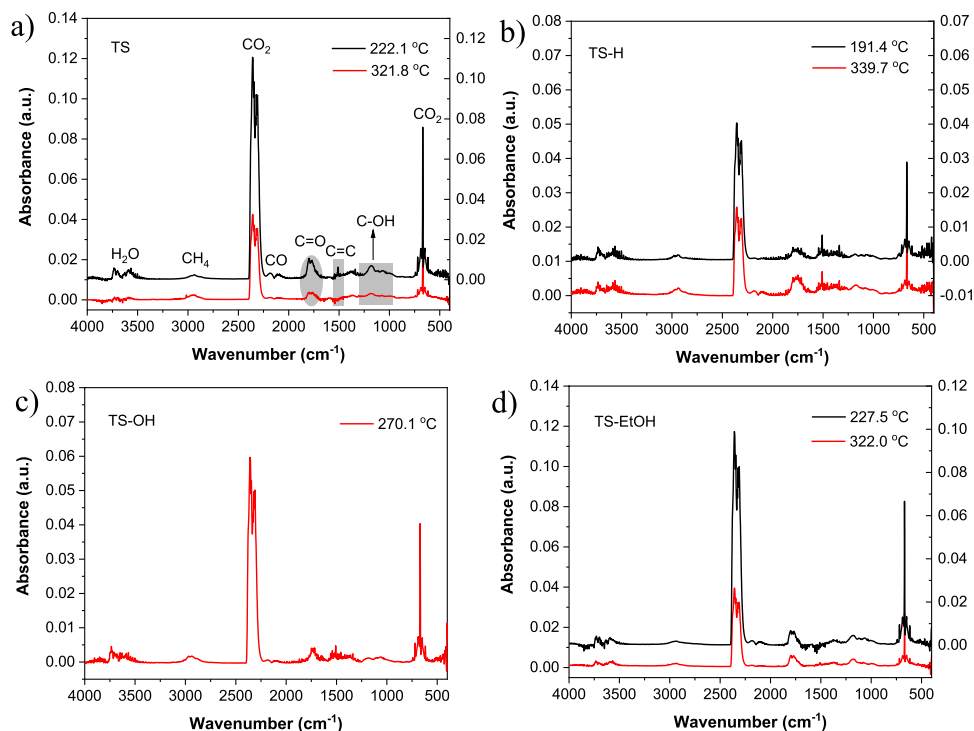 a)
TS
CO2
222.1 °C
321.8 °C
CO2
C-OH
C=O
C=C
H2O
CH4
CO
0.14
0.12
0.10
0.08
0.06
0.04
0.02
0.00
0.12
0.10
0.08
0.06
0.04
0.02
0.00
Absorbance (a.u.)
4000 3500 3000 2500 2000 1500 1000 500
Wavenumber (cm-1)
b)
TS-H
191.4 °C
339.7 °C
0.08
0.07
0.06
0.05
0.04
0.03
0.02
0.01
0.00
0.07
0.06
0.05
0.04
0.03
0.02
0.01
0.00
-0.01
Absorbance (a.u.)
4000 3500 3000 2500 2000 1500 1000 500
Wavenumber (cm-1)
c)
TS-OH
270.1 °C
0.08
0.07
0.06
0.05
0.04
0.03
0.02
0.01
0.00
Absorbance (a.u.)
4000 3500 3000 2500 2000 1500 1000 500
Wavenumber (cm-1)
d)
TS-EtOH
227.5 °C
322.0 °C
0.14
0.12
0.10
0.08
0.06
0.04
0.02
0.00
0.12
0.10
0.08
0.06
0.04
0.02
0.00
Absorbance (a.u.)
4000 3500 3000 2500 2000 1500 1000 500
Wavenumber (cm-1)